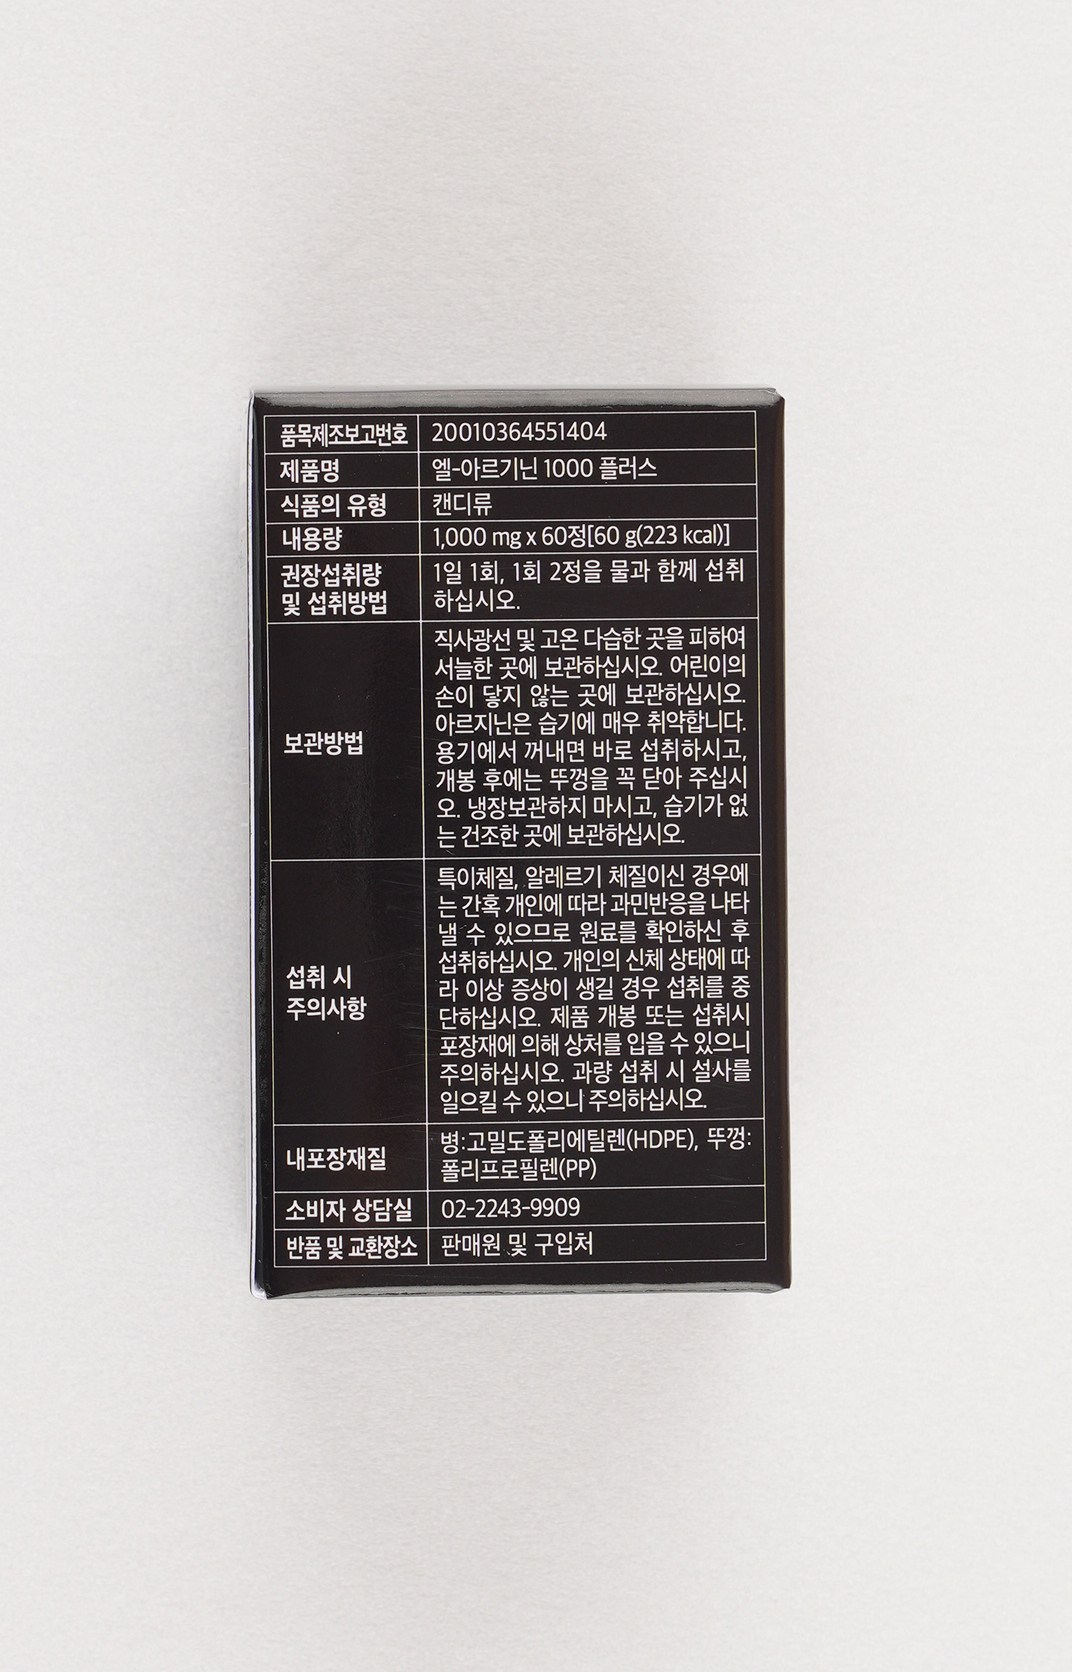 품목제조보고번호 20010364551404
제품명 엘-아르기닌 1000 플러스
식품의 유형 캔디류
내용량 1,000 mg x 60정[60 g(223 kcal)]
권장섭취량
및 섭취방법
1일 1회, 1회 2정을 물과 함께 섭취
하십시오.
보관방법
직사광선 및 고온 다습한 곳을 피하여
서늘한 곳에 보관하십시오. 어린이의
손이 닿지 않는 곳에 보관하십시오.
아르지닌은 습기에 매우 취약합니다.
용기에서 꺼내면 바로 섭취하시고,
개봉 후에는 뚜껑을 꼭 닫아 주십시
오. 냉장보관하지 마시고, 습기가 없
는 건조한 곳에 보관하십시오.
섭취 시
주의사항
특이체질, 알레르기 체질이신 경우에
는 간혹 개인에 따라 과민반응을 나타
낼 수 있으므로 원료를 확인하신 후
섭취하십시오. 개인의 신체 상태에 따
라 이상 증상이 생길 경우 섭취를 중
단하십시오. 제품 개봉 또는 섭취시
포장재에 의해 상처를 입을 수 있으니
주의하십시오. 과량 섭취 시 설사를
일으킬 수 있으니 주의하십시오.
내포장재질
병:고밀도폴리에틸렌(HDPE), 뚜껑:
폴리프로필렌(PP)
소비자 상담실 02-2243-9909
반품 및 교환장소 판매원 및 구입처